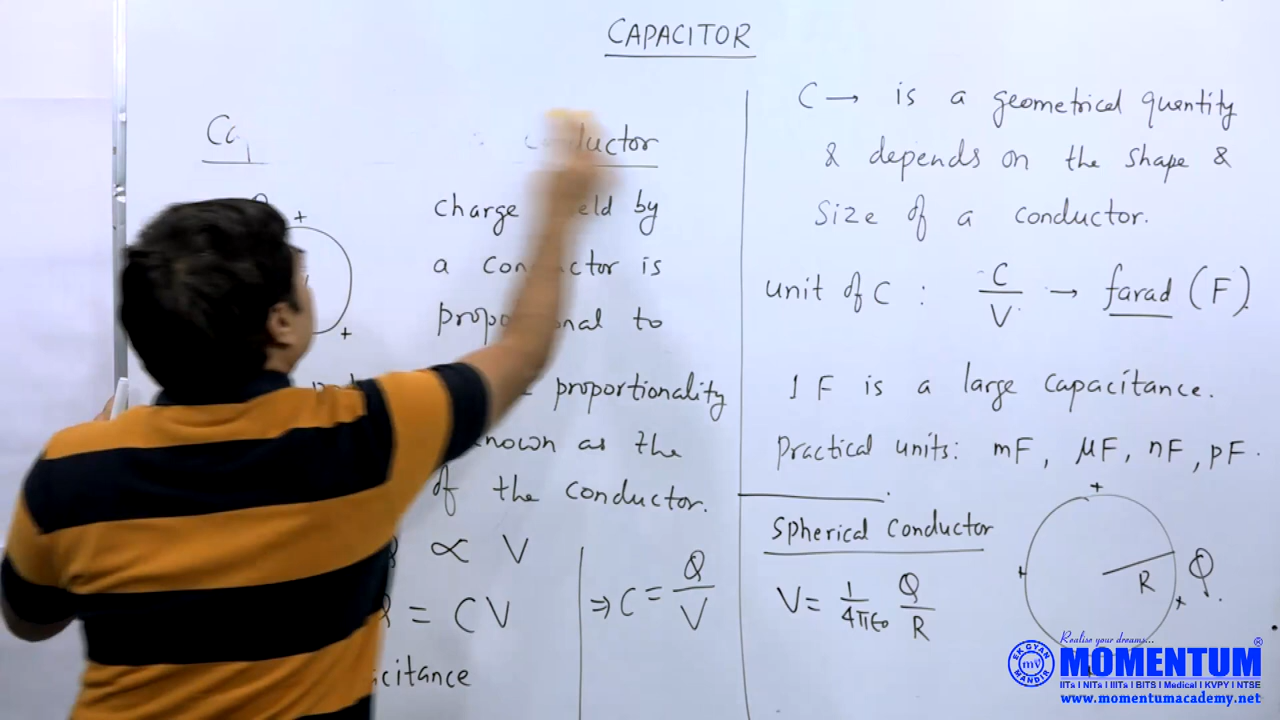 CAPACITOR
conductor
charge held by
a conductor is
proportional to
proportionality
known as the
of the conductor.
∝ V
= CV
⇒ C = Q/V
citance
C → is a geometrical quantity
& depends on the shape &
size of a conductor.
unit of C : C/V → farad (F).
1 F is a large capacitance.
Practical units: mF, μF, nF, pF.
Spherical Conductor
V = 1/4πε₀ Q/R
R
Q
Realise your dreams...
EK GYAN MANDIR
MOMENTUM®
IITs | NITs | IIITs | BITS | Medical | KVPY | NTSE
www.momentumacademy.net